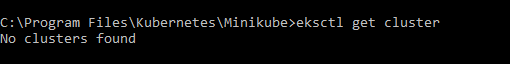 C:\Program Files\Kubernetes\Minikube>eksctl get cluster
No clusters found